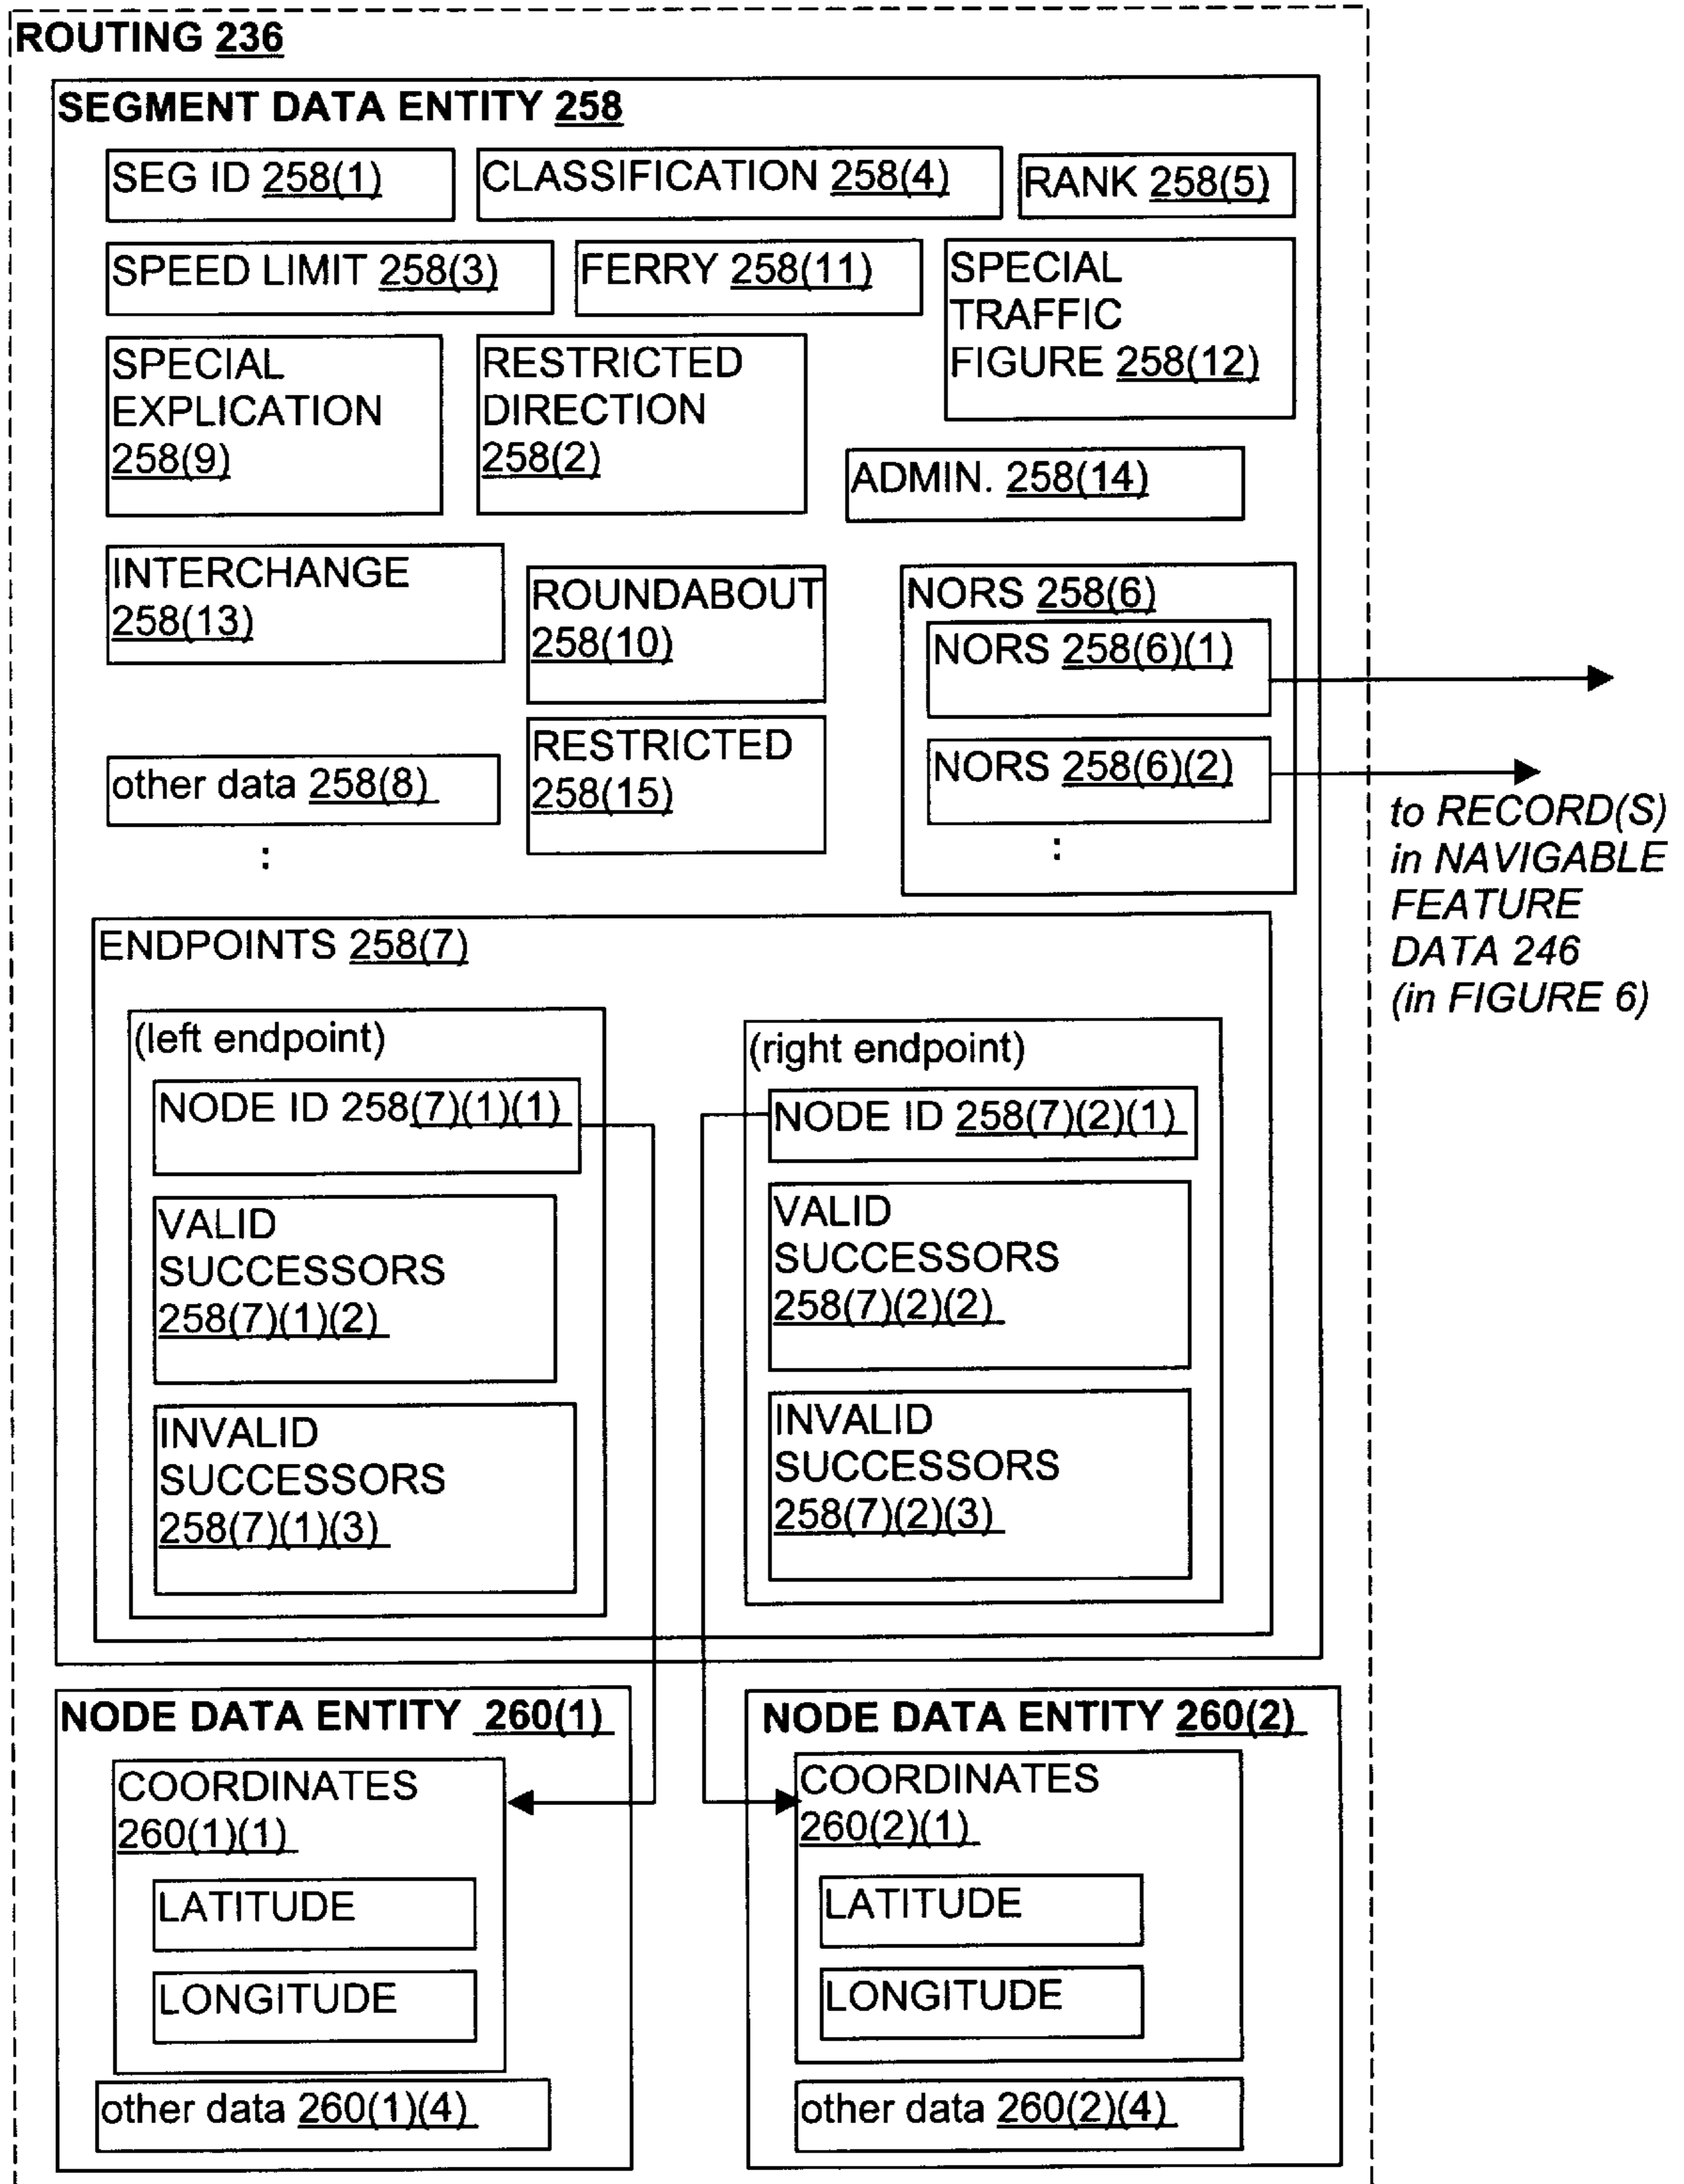 ROUTING 236
SEGMENT DATA ENTITY 258
SEG ID 258(1)
CLASSIFICATION 258(4)
RANK 258(5)
SPEED LIMIT 258(3)
FERRY 258(11)
SPECIAL
TRAFFIC
FIGURE 258(12)
SPECIAL
EXPLICATION
258(9)
RESTRICTED
DIRECTION
258(2)
ADMIN. 258(14)
INTERCHANGE
258(13)
ROUNDABOUT
258(10)
NORS 258(6)
NORS 258(6)(1)
NORS 258(6)(2)
:
other data 258(8)
:
RESTRICTED
258(15)
to RECORD(S)
in NAVIGABLE
FEATURE
DATA 246
(in FIGURE 6)
ENDPOINTS 258(7)
(left endpoint)
NODE ID 258(7)(1)(1)
VALID
SUCCESSORS
258(7)(1)(2)
INVALID
SUCCESSORS
258(7)(1)(3)
(right endpoint)
NODE ID 258(7)(2)(1)
VALID
SUCCESSORS
258(7)(2)(2)
INVALID
SUCCESSORS
258(7)(2)(3)
NODE DATA ENTITY 260(1)
COORDINATES
260(1)(1)
LATITUDE
LONGITUDE
other data 260(1)(4)
NODE DATA ENTITY 260(2)
COORDINATES
260(2)(1)
LATITUDE
LONGITUDE
other data 260(2)(4)